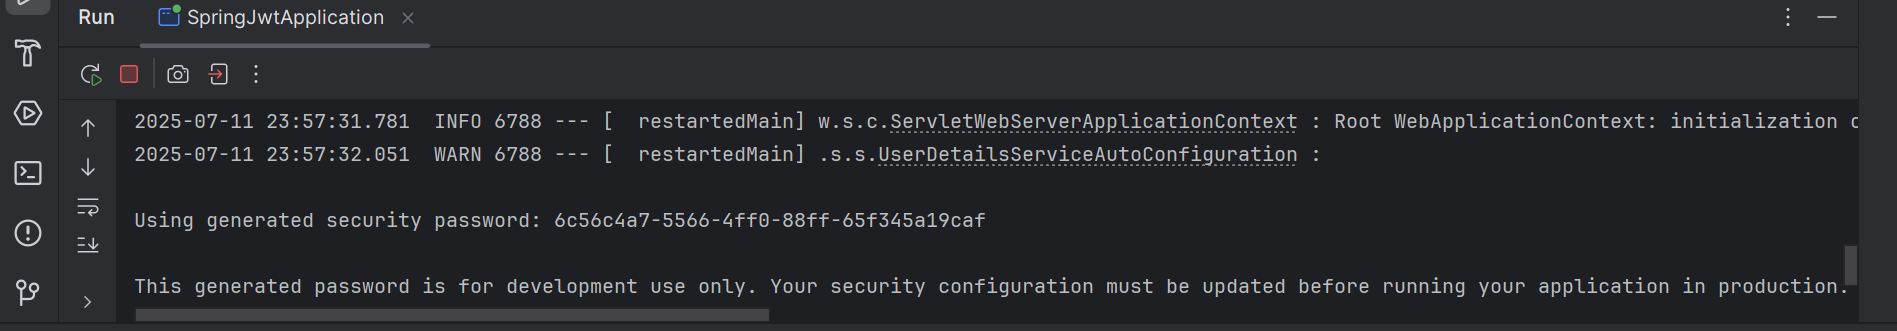 Run SpringJwtApplication
2025-07-11 23:57:31.781  INFO 6788 --- [  restartedMain] w.s.c.ServletWebServerApplicationContext : Root WebApplicationContext: initialization
2025-07-11 23:57:32.051  WARN 6788 --- [  restartedMain] .s.s.UserDetailsServiceAutoConfiguration :
Using generated security password: 6c56c4a7-5566-4ff0-88ff-65f345a19caf
This generated password is for development use only. Your security configuration must be updated before running your application in production.